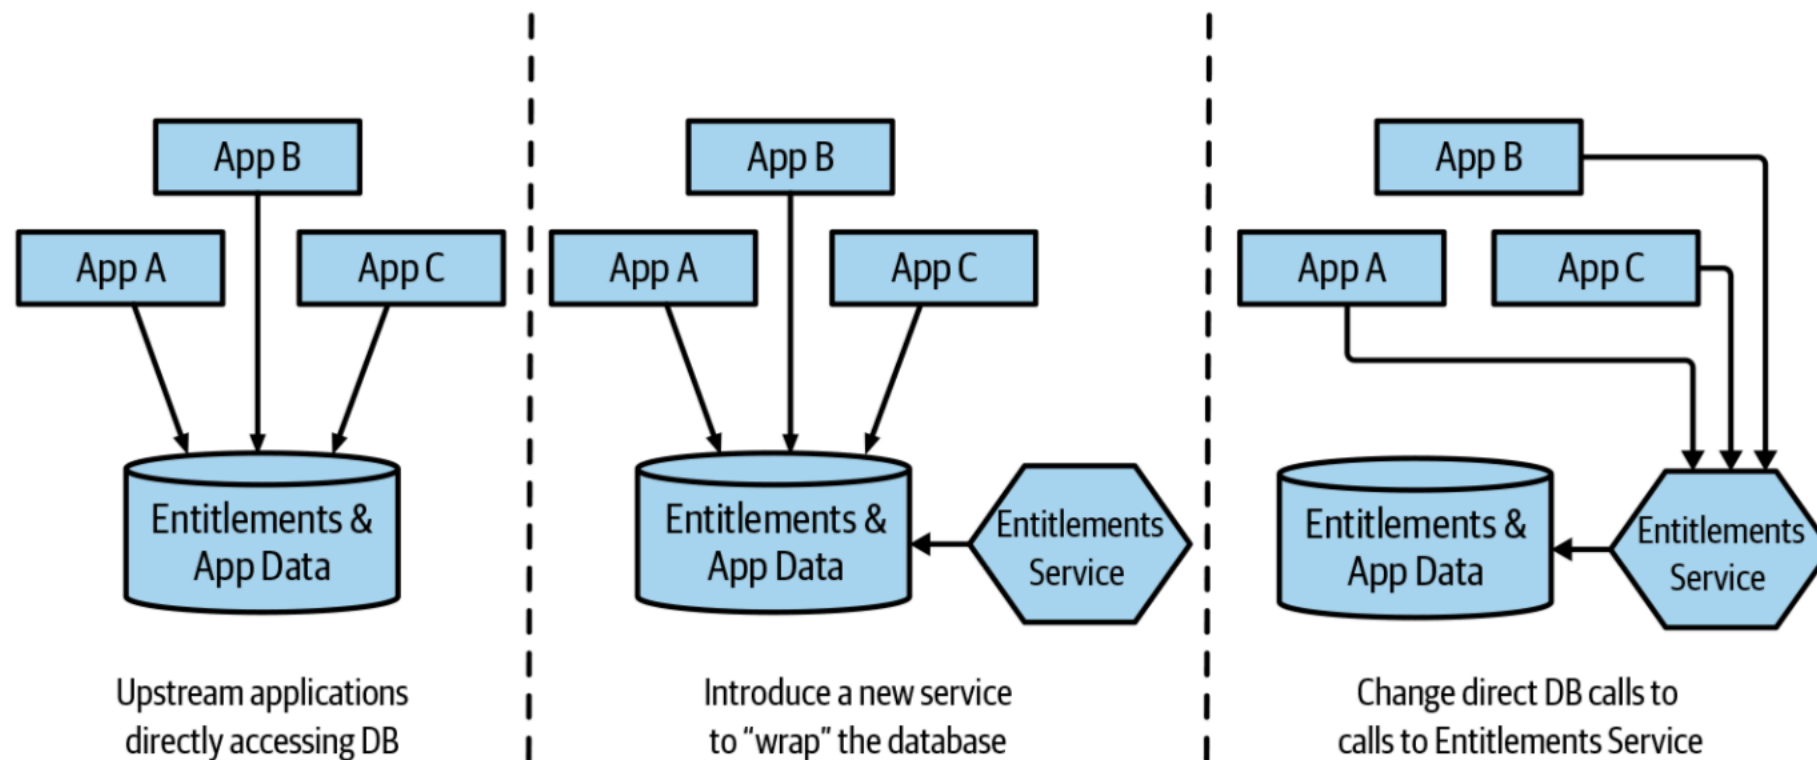 App B
App A
App C
Entitlements &
App Data
Upstream applications
directly accessing DB
App B
App A
App C
Entitlements &
App Data
Entitlements
Service
Introduce a new service
to “wrap” the database
App B
App A
App C
Entitlements &
App Data
Entitlements
Service
Change direct DB calls to
calls to Entitlements Service